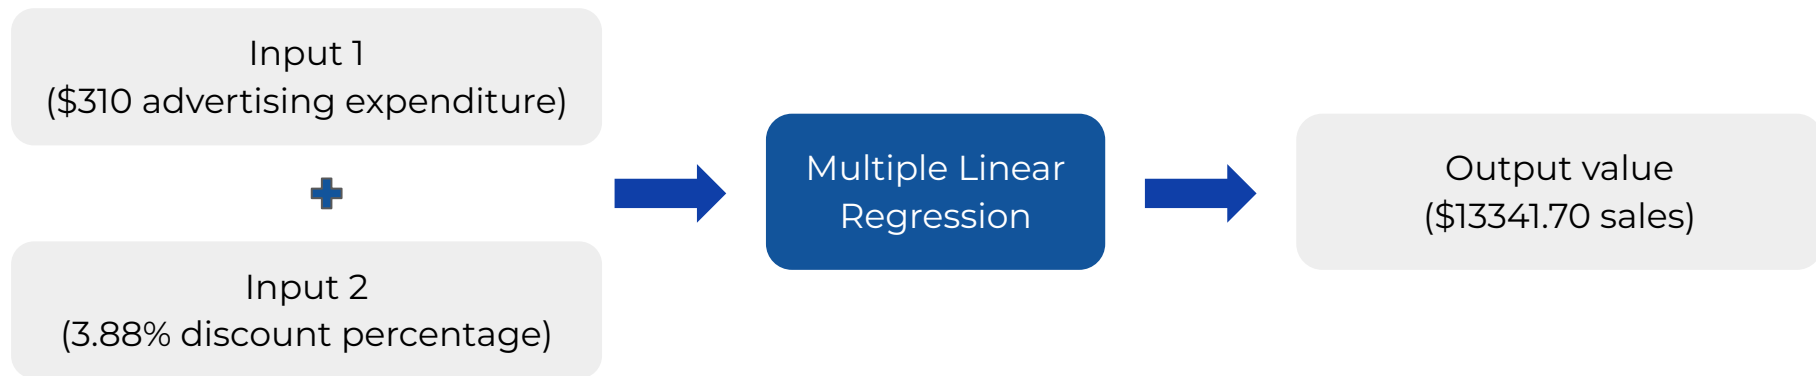 Input 1
($310 advertising expenditure)
Input 2
(3.88% discount percentage)
Multiple Linear
Regression
Output value
($13341.70 sales)